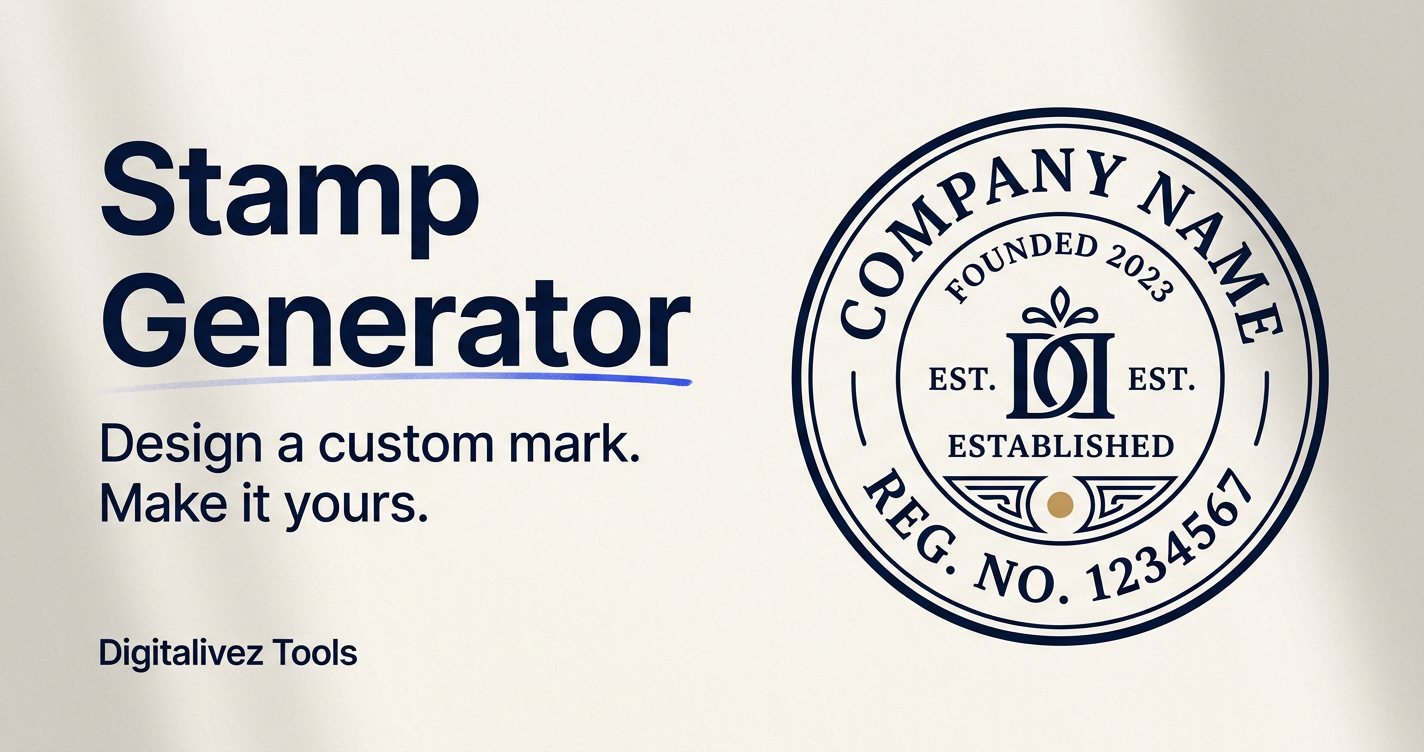 Stamp
Generator
Design a custom mark.
Make it yours.
Digitalivez Tools
COMPANY NAME
FOUNDED 2023
EST. EST.
ESTABLISHED
REG. NO. 1234567